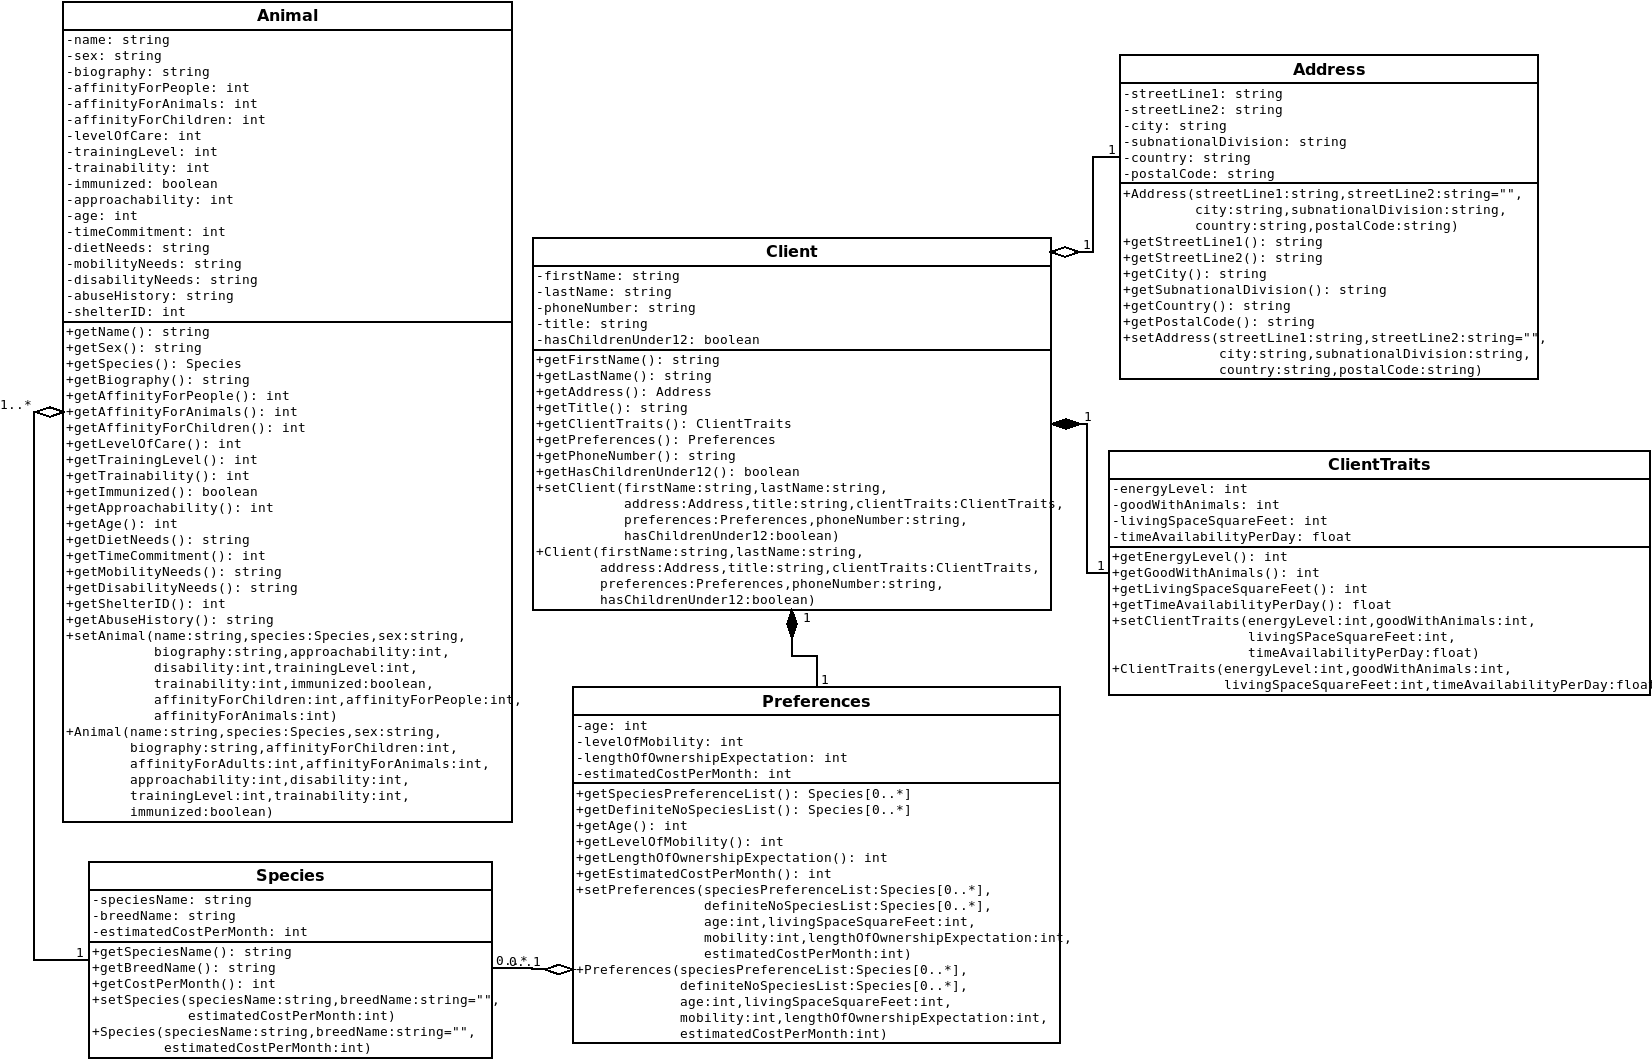 Animal
-name: string
-sex: string
-biography: string
-affinityForPeople: int
-affinityForAnimals: int
-affinityForChildren: int
-levelOfCare: int
-trainingLevel: int
-trainability: int
-immunized: boolean
-approachability: int
-age: int
-timeCommitment: int
-dietNeeds: string
-mobilityNeeds: string
-disabilityNeeds: string
-abuseHistory: string
-shelterID: int
+getName(): string
+getSex(): string
+getSpecies(): Species
+getBiography(): string
+getAffinityForPeople(): int
+getAffinityForAnimals(): int
+getAffinityForChildren(): int
+getLevelOfCare(): int
+getTrainingLevel(): int
+getTrainability(): int
+getImmunized(): boolean
+getApproachability(): int
+getAge(): int
+getDietNeeds(): string
+getTimeCommitment(): int
+getMobilityNeeds(): string
+getDisabilityNeeds(): string
+getShelterID(): int
+getAbuseHistory(): string
+setAnimal(name:string,species:Species,sex:string,
biography:string,approachability:int,
disability:int,trainingLevel:int,
trainability:int,immunized:boolean,
affinityForChildren:int,affinityForPeople:int,
affinityForAnimals:int)
+Animal(name:string,species:Species,sex:string,
biography:string,affinityForChildren:int,
affinityForAdults:int,affinityForAnimals:int,
approachability:int,disability:int,
trainingLevel:int,trainability:int,
immunized:boolean)
1..*
1
Species
-speciesName: string
-breedName: string
-estimatedCostPerMonth: int
+getSpeciesName(): string
+getBreedName(): string
+getCostPerMonth(): int
+setSpecies(speciesName:string,breedName:string="",
estimatedCostPerMonth:int)
+Species(speciesName:string,breedName:string="",
estimatedCostPerMonth:int)
0..*
0..1
Client
-firstName: string
-lastName: string
-phoneNumber: string
-title: string
-hasChildrenUnder12: boolean
+getFirstName(): string
+getLastName(): string
+getAddress(): Address
+getTitle(): string
+getClientTraits(): ClientTraits
+getPreferences(): Preferences
+getPhoneNumber(): string
+getHasChildrenUnder12(): boolean
+setClient(firstName:string,lastName:string,
address:Address,title:string,clientTraits:ClientTraits,
preferences:Preferences,phoneNumber:string,
hasChildrenUnder12:boolean)
+Client(firstName:string,lastName:string,
address:Address,title:string,clientTraits:ClientTraits,
preferences:Preferences,phoneNumber:string,
hasChildrenUnder12:boolean)
1
1
Preferences
-age: int
-levelOfMobility: int
-lengthOfOwnershipExpectation: int
-estimatedCostPerMonth: int
+getSpeciesPreferenceList(): Species[0..*]
+getDefiniteNoSpeciesList(): Species[0..*]
+getAge(): int
+getLevelOfMobility(): int
+getLengthOfOwnershipExpectation(): int
+getEstimatedCostPerMonth(): int
+setPreferences(speciesPreferenceList:Species[0..*],
definiteNoSpeciesList:Species[0..*],
age:int,livingSpaceSquareFeet:int,
mobility:int,lengthOfOwnershipExpectation:int,
estimatedCostPerMonth:int)
+Preferences(speciesPreferenceList:Species[0..*],
definiteNoSpeciesList:Species[0..*],
age:int,livingSpaceSquareFeet:int,
mobility:int,lengthOfOwnershipExpectation:int,
estimatedCostPerMonth:int)
1
1
Address
-streetLine1: string
-streetLine2: string
-city: string
-subnationalDivision: string
-country: string
-postalCode: string
+Address(streetLine1:string,streetLine2:string="",
city:string,subnationalDivision:string,
country:string,postalCode:string)
+getStreetLine1(): string
+getStreetLine2(): string
+getCity(): string
+getSubnationalDivision(): string
+getCountry(): string
+getPostalCode(): string
+setAddress(streetLine1:string,streetLine2:string="",
city:string,subnationalDivision:string,
country:string,postalCode:string)
1
1
ClientTraits
-energyLevel: int
-goodWithAnimals: int
-livingSpaceSquareFeet: int
-timeAvailabilityPerDay: float
+getEnergyLevel(): int
+getGoodWithAnimals(): int
+getLivingSpaceSquareFeet(): int
+getTimeAvailabilityPerDay(): float
+setClientTraits(energyLevel:int,goodWithAnimals:int,
livingSPaceSquareFeet:int,
timeAvailabilityPerDay:float)
+ClientTraits(energyLevel:int,goodWithAnimals:int,
livingSpaceSquareFeet:int,timeAvailabilityPerDay:float